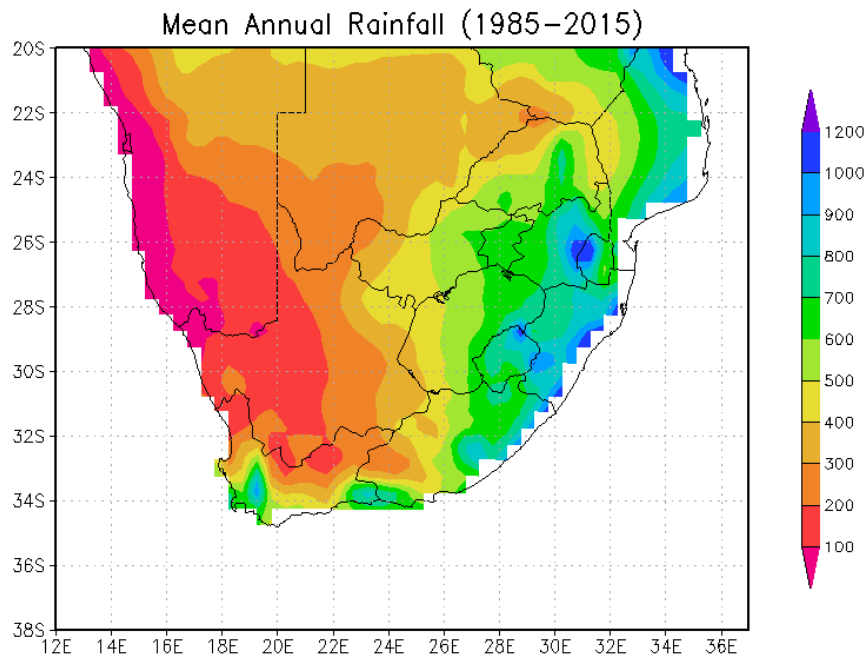 Mean Annual Rainfall (1985-2015)
20S
22S
24S
26S
28S
30S
32S
34S
36S
38S
12E 14E 16E 18E 20E 22E 24E 26E 28E 30E 32E 34E 36E
1200
1000
900
800
700
600
500
400
300
200
100